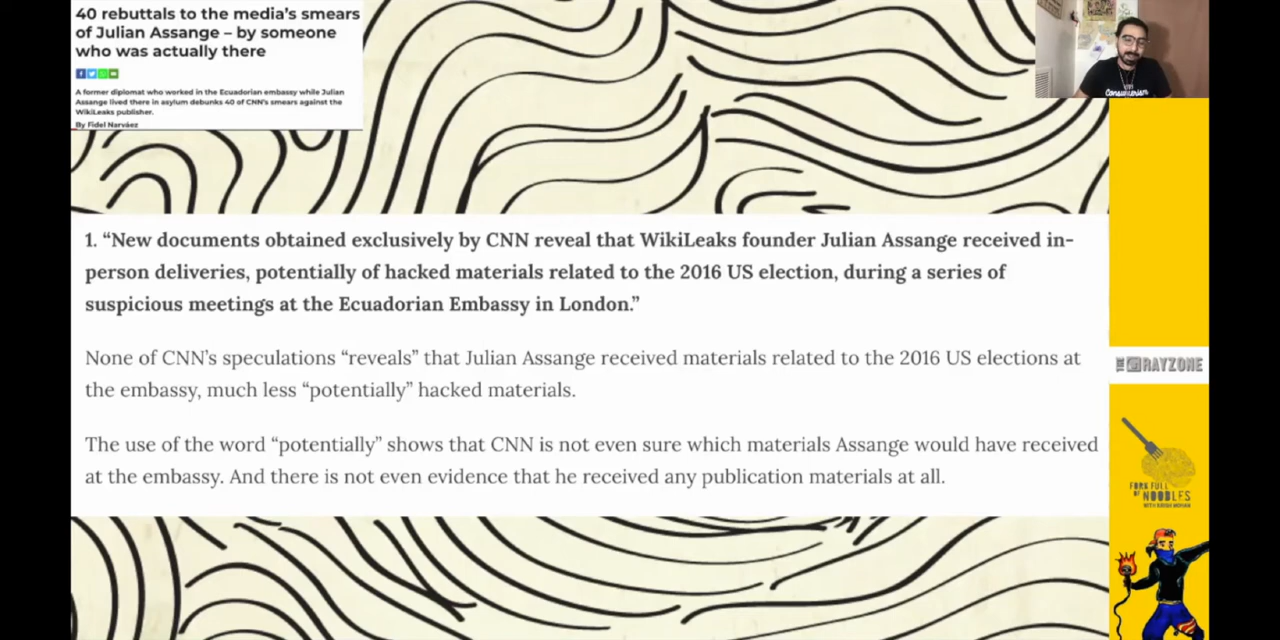 40 rebuttals to the media's smears
of Julian Assange – by someone
who was actually there
A former diplomat who worked in the Ecuadorian embassy while Julian
Assange lived there in asylum debunks 40 of CNN's smears against the
WikiLeaks publisher.
By Fidel Narváez
1. “New documents obtained exclusively by CNN reveal that WikiLeaks founder Julian Assange received in-
person deliveries, potentially of hacked materials related to the 2016 US election, during a series of
suspicious meetings at the Ecuadorian Embassy in London.”
None of CNN's speculations “reveals” that Julian Assange received materials related to the 2016 US elections at
the embassy, much less “potentially” hacked materials.
The use of the word “potentially” shows that CNN is not even sure which materials Assange would have received
at the embassy. And there is not even evidence that he received any publication materials at all.
THE GRAYZONE
FORK FULL
OF NOODLES
WITH KRISH MOHAN
Consumerism